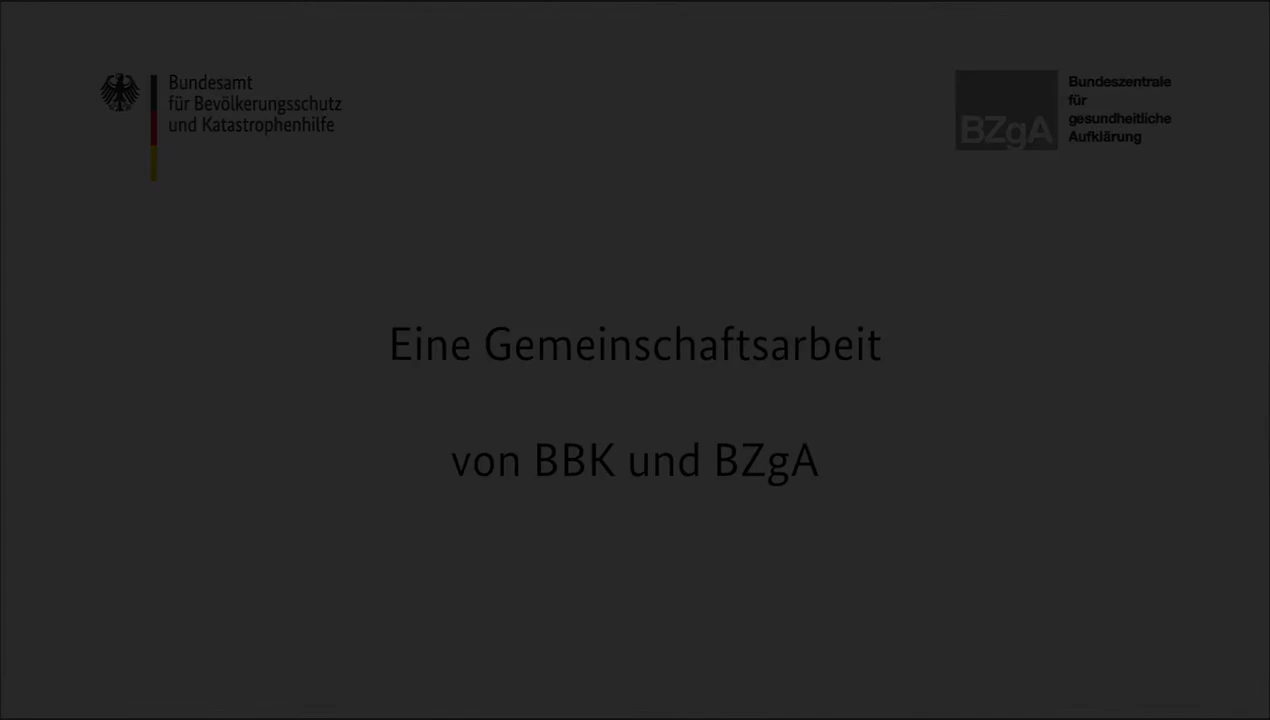 Bundesamt
für Bevölkerungsschutz
und Katastrophenhilfe
BZgA
Bundeszentrale
für
gesundheitliche
Aufklärung
Eine Gemeinschaftsarbeit
von BBK und BZgA